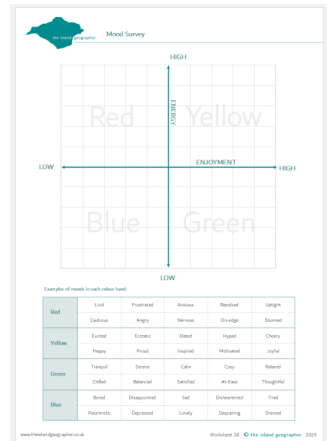 the island geographer
Mood Survey
HIGH
Red
Yellow
ENERGY
LOW
ENJOYMENT
HIGH
Blue
Green
LOW
Examples of moods in each colour band:
Red
Livid Frustrated Anxious Repulsed Uptight
Cautious Angry Nervous On-edge Stunned
Yellow
Excited Ecstatic Elated Hyped Cheery
Happy Proud Inspired Motivated Joyful
Green
Tranquil Serene Calm Cosy Relaxed
Chilled Balanced Satisfied At-Ease Thoughtful
Blue
Bored Disappointed Sad Disheartened Tired
Pessimistic Depressed Lonely Despairing Drained
www.theislandgeographer.co.uk
Worksheet 38 © the island geographer 2019